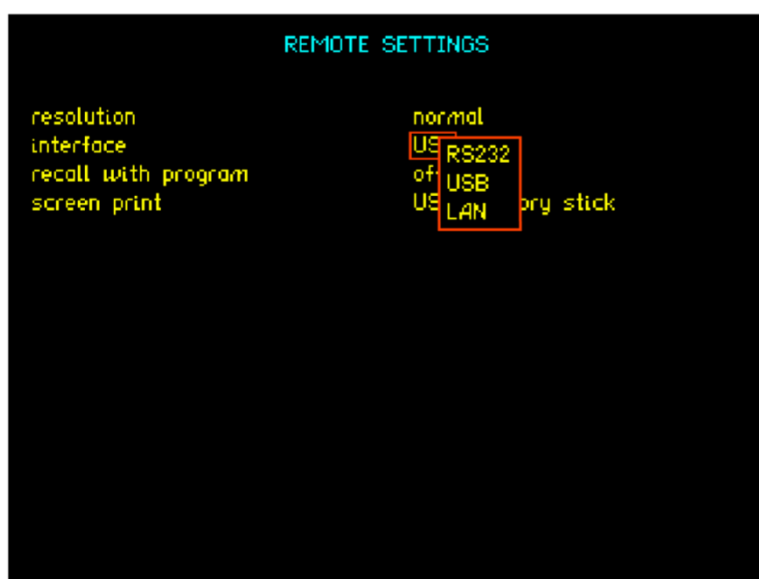 REMOTE SETTINGS
resolution normal
interface US
RS232
recall with program
USB
screen print US ory stick
LAN